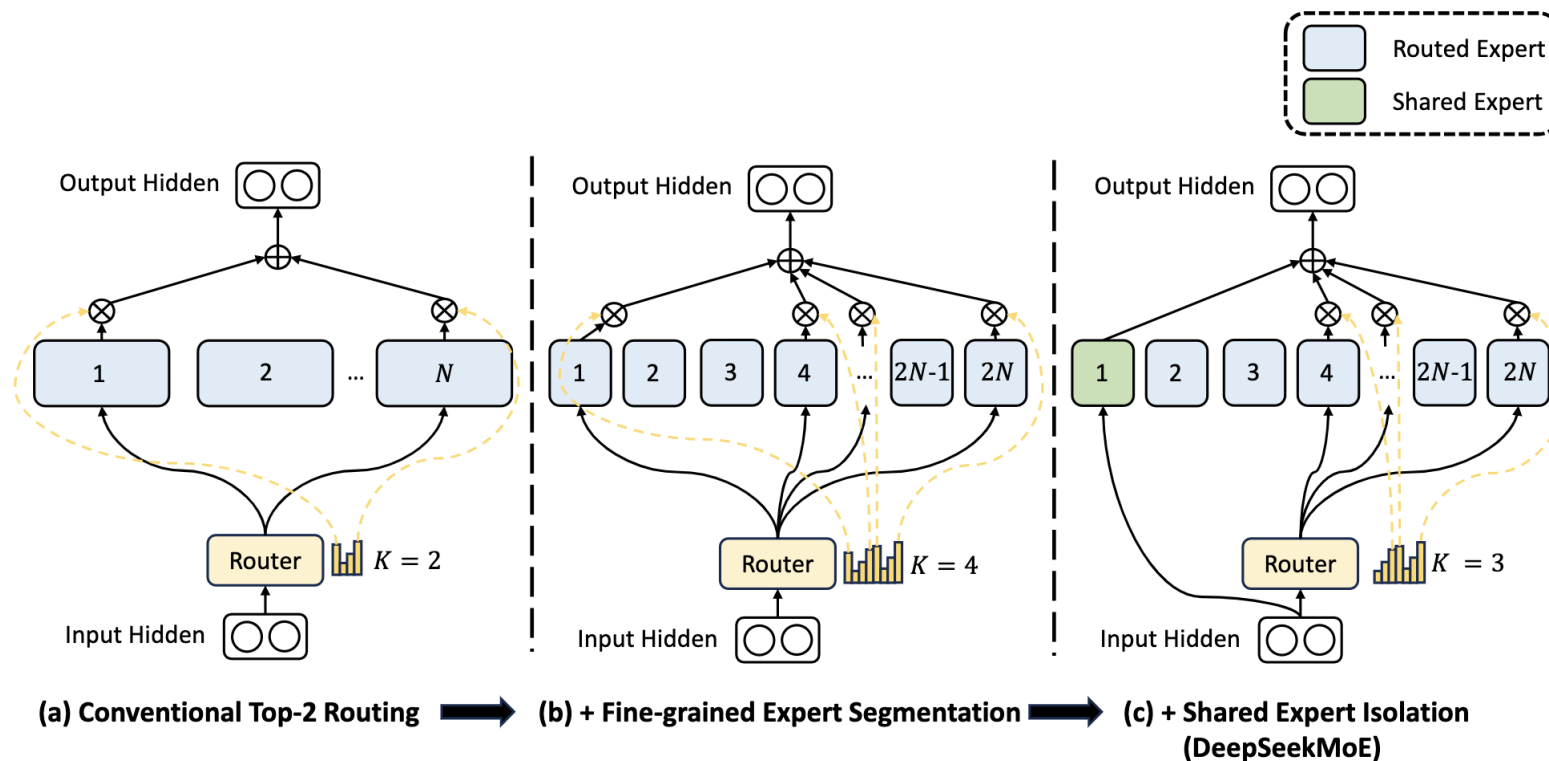 Routed Expert
Shared Expert
Output Hidden
1
2
...
N
Router
K = 2
Input Hidden
(a) Conventional Top-2 Routing
Output Hidden
1
2
3
4
...
2N-1
2N
Router
K = 4
Input Hidden
(b) + Fine-grained Expert Segmentation
Output Hidden
1
2
3
4
...
2N-1
2N
Router
K = 3
Input Hidden
(c) + Shared Expert Isolation
(DeepSeekMoE)